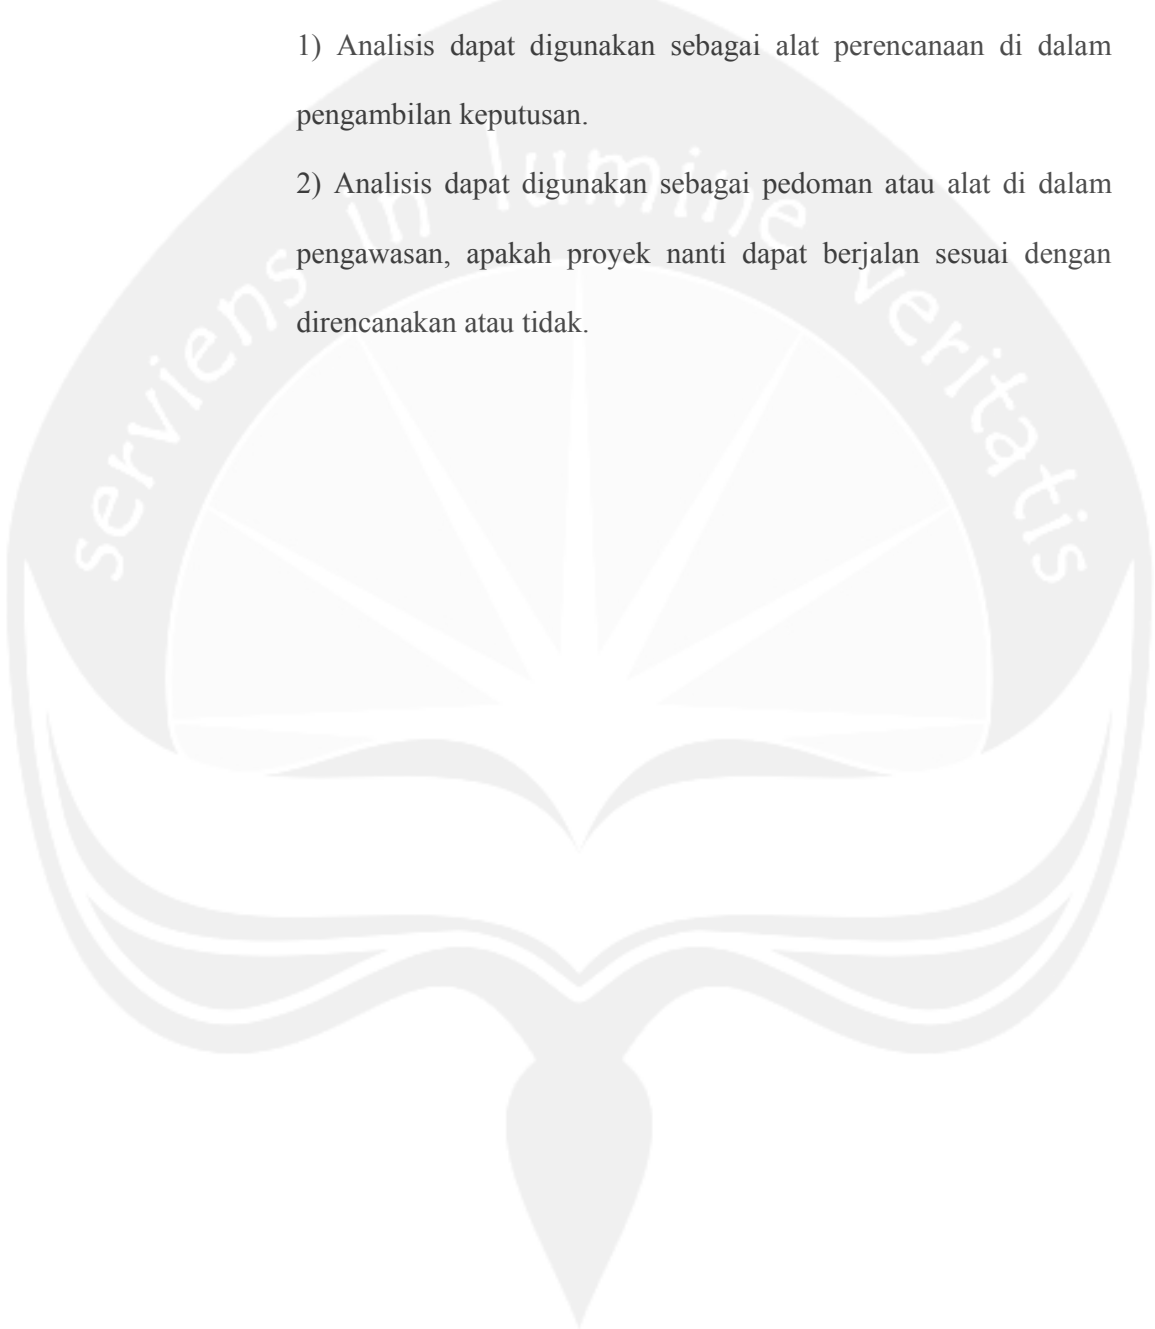 1) Analisis dapat digunakan sebagai alat perencanaan di dalam
pengambilan keputusan.
2) Analisis dapat digunakan sebagai pedoman atau alat di dalam
pengawasan, apakah proyek nanti dapat berjalan sesuai dengan
direncanakan atau tidak.
serviens in lumine veritatis